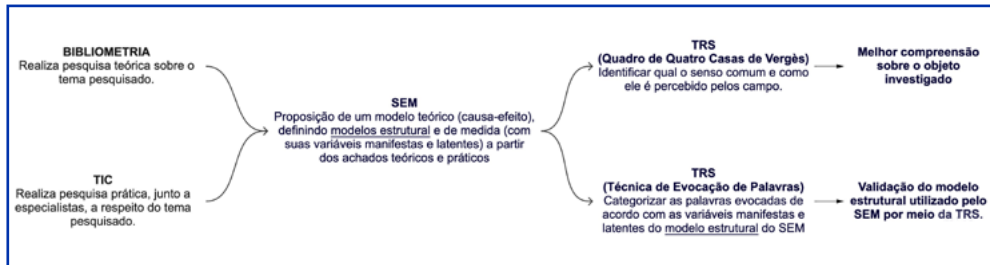 BIBLIOMETRIA
Realiza pesquisa teórica sobre o
tema pesquisado.
TIC
Realiza pesquisa prática, junto a
especialistas, a respeito do tema
pesquisado.
SEM
Proposição de um modelo teórico (causa-efeito),
definindo modelos estrutural e de medida (com
suas variáveis manifestas e latentes) a partir
dos achados teóricos e práticos
TRS
(Quadro de Quatro Casas de Vergès)
Identificar qual o senso comum e como
ele é percebido pelos campo.
Melhor compreensão
sobre o objeto
investigado
TRS
(Técnica de Evocação de Palavras)
Categorizar as palavras evocadas de
acordo com as variáveis manifestas e
latentes do modelo estrutural do SEM
Validação do modelo
estrutural utilizado pelo
SEM por meio da TRS.